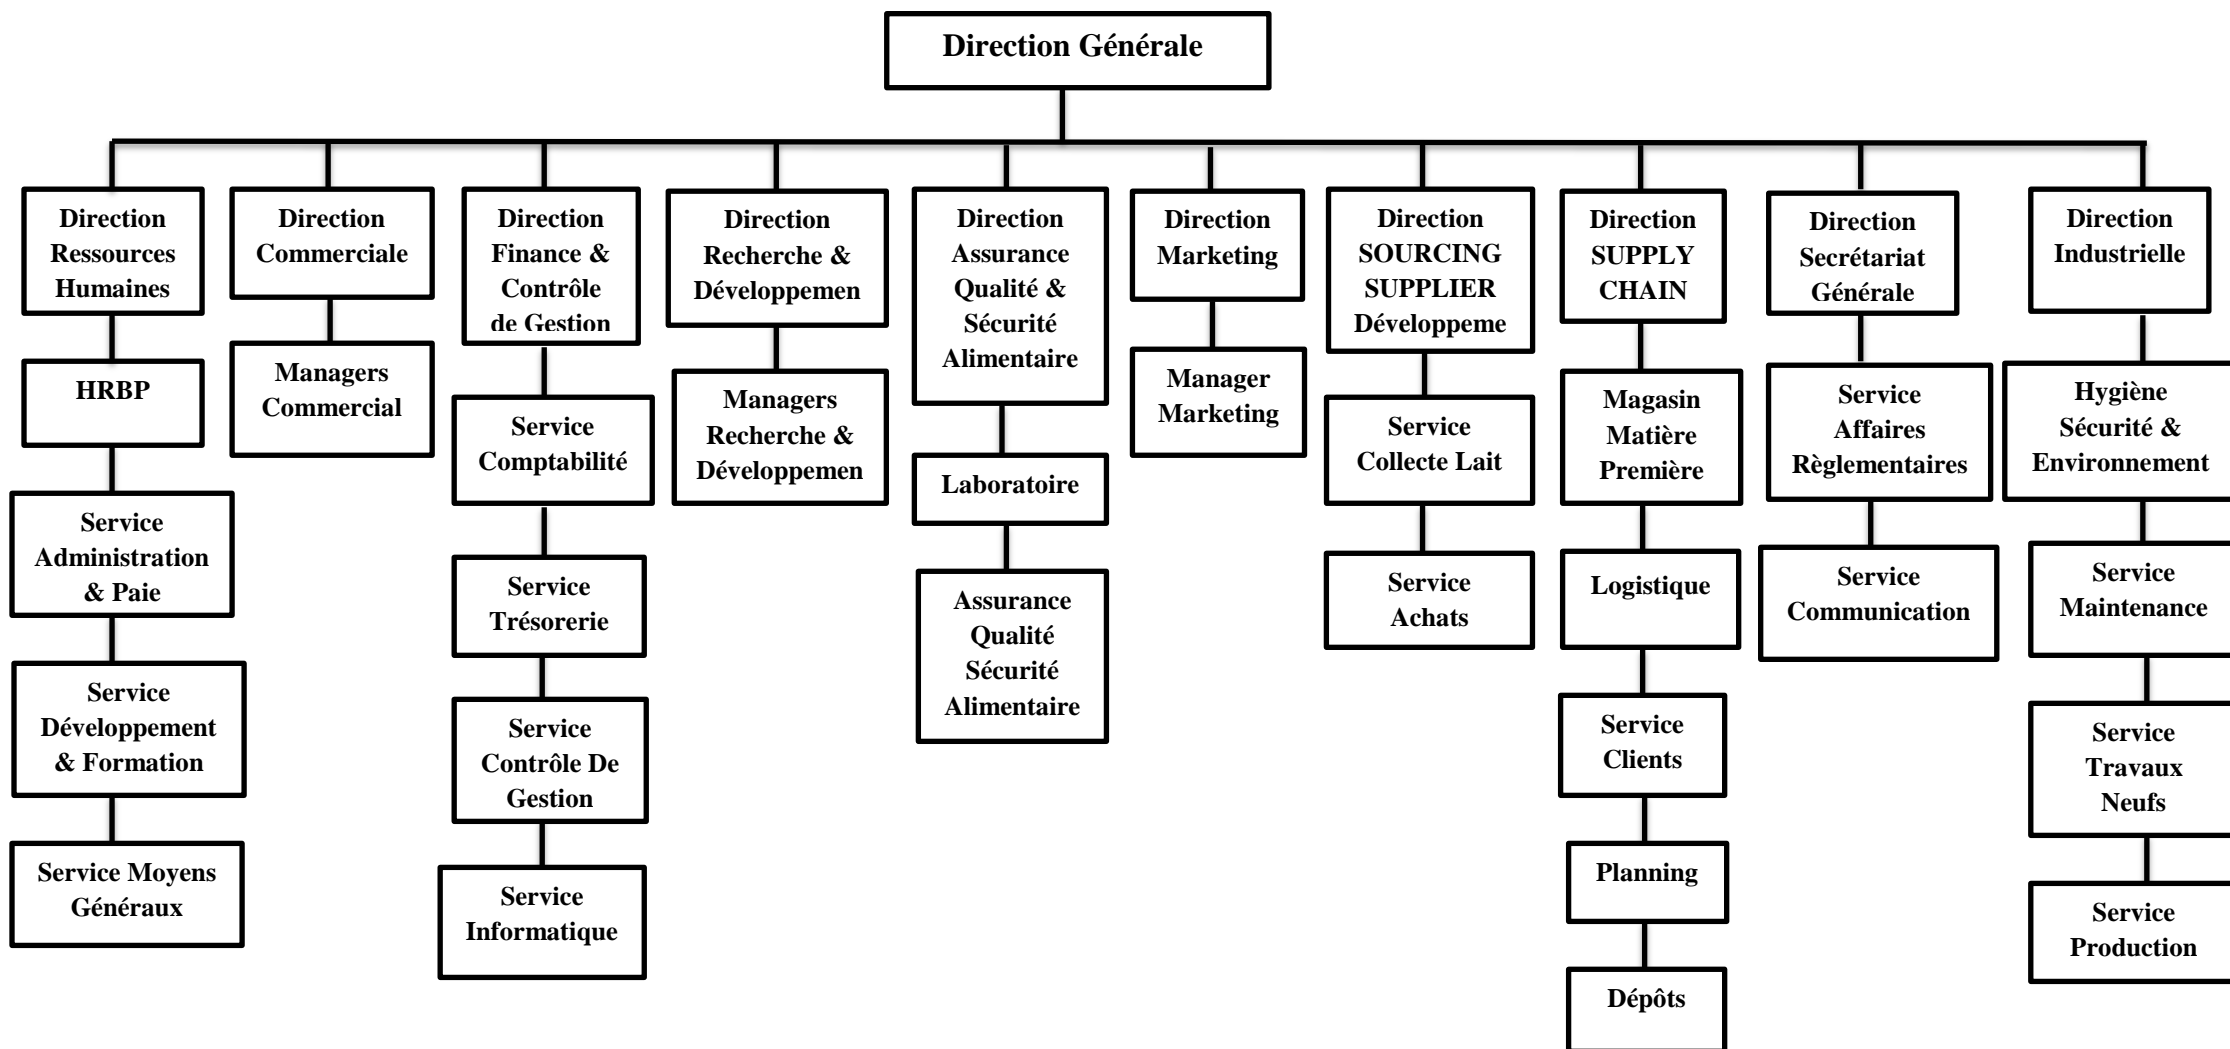 Direction Générale
Direction
Ressources
Humaines
HRBP
Service
Administration
& Paie
Service
Développement
& Formation
Service Moyens
Généraux
Direction
Commerciale
Managers
Commercial
Direction
Finance &
Contrôle
de Gestion
Service
Comptabilité
Service
Trésorerie
Service
Contrôle De
Gestion
Service
Informatique
Direction
Recherche &
Développemen
Managers
Recherche &
Développemen
Direction
Assurance
Qualité &
Sécurité
Alimentaire
Laboratoire
Assurance
Qualité
Sécurité
Alimentaire
Direction
Marketing
Manager
Marketing
Direction
SOURCING
SUPPLIER
Développeme
Service
Collecte Lait
Service
Achats
Direction
SUPPLY
CHAIN
Magasin
Matière
Première
Logistique
Service
Clients
Planning
Dépôts
Direction
Secrétariat
Générale
Service
Affaires
Règlementaires
Service
Communication
Direction
Industrielle
Hygiène
Sécurité &
Environnement
Service
Maintenance
Service
Travaux
Neufs
Service
Production